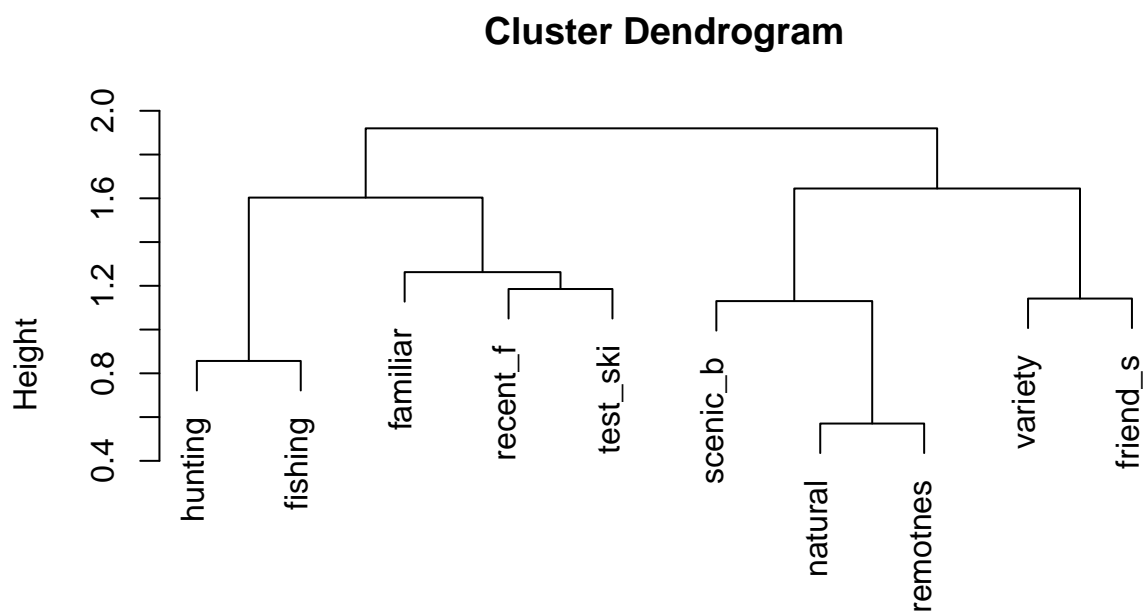 Cluster Dendrogram
Height
2.0
1.6
1.2
0.8
0.4
hunting
fishing
familiar
recent_f
test_ski
scenic_b
natural
remotnes
variety
friend_s